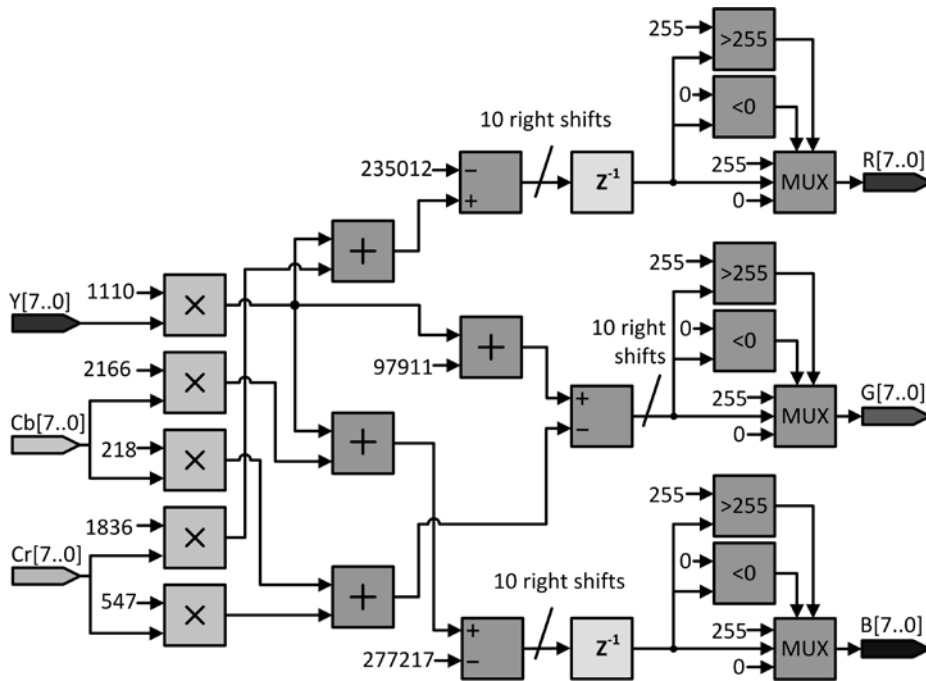 255
>255
0
<0
10 right shifts
235012
−
+
Z-1
255
0
MUX
R[7..0]
+
1110
Y[7..0]
×
255
>255
10 right
shifts
0
<0
+
97911
2166
×
+
−
255
0
MUX
G[7..0]
Cb[7..0]
218
×
+
255
>255
1836
×
Cr[7..0]
0
<0
10 right shifts
547
×
+
+
−
277217
Z-1
255
0
MUX
B[7..0]